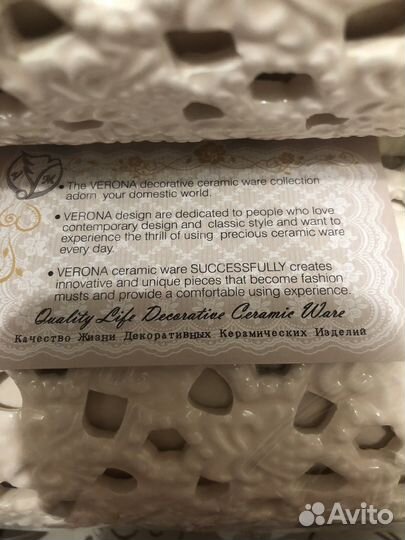 • The VERONA decorative ceramic ware collection
adorn your domestic world.
• VERONA design are dedicated to people who love
contemporary design and classic style and want to
experience the thrill of using precious ceramic ware
every day.
• VERONA ceramic ware SUCCESSFULLY creates
innovative and unique pieces that become fashion
musts and provide a comfortable using experience.
Quality Life Decorative Ceramic Ware
Качество Жизни Декоративных Керамических Изделий
Avito